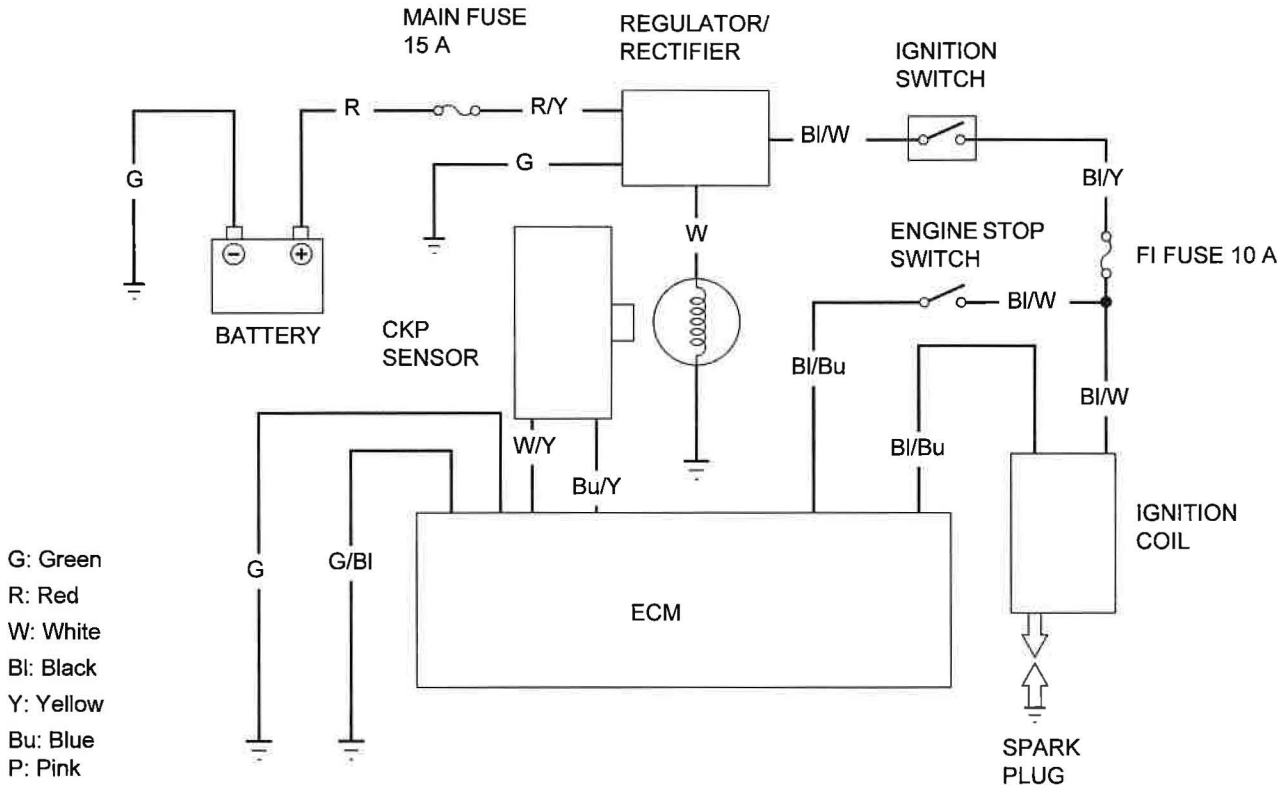 MAIN FUSE
15 A
REGULATOR/
RECTIFIER
IGNITION
SWITCH
R
R/Y
Bl/W
G
G
Bl/Y
W
ENGINE STOP
SWITCH
FI FUSE 10 A
Bl/W
BATTERY
CKP
SENSOR
Bl/Bu
Bl/W
W/Y
Bl/Bu
Bu/Y
IGNITION
COIL
G
G/Bl
ECM
G: Green
R: Red
W: White
Bl: Black
Y: Yellow
Bu: Blue
P: Pink
SPARK
PLUG